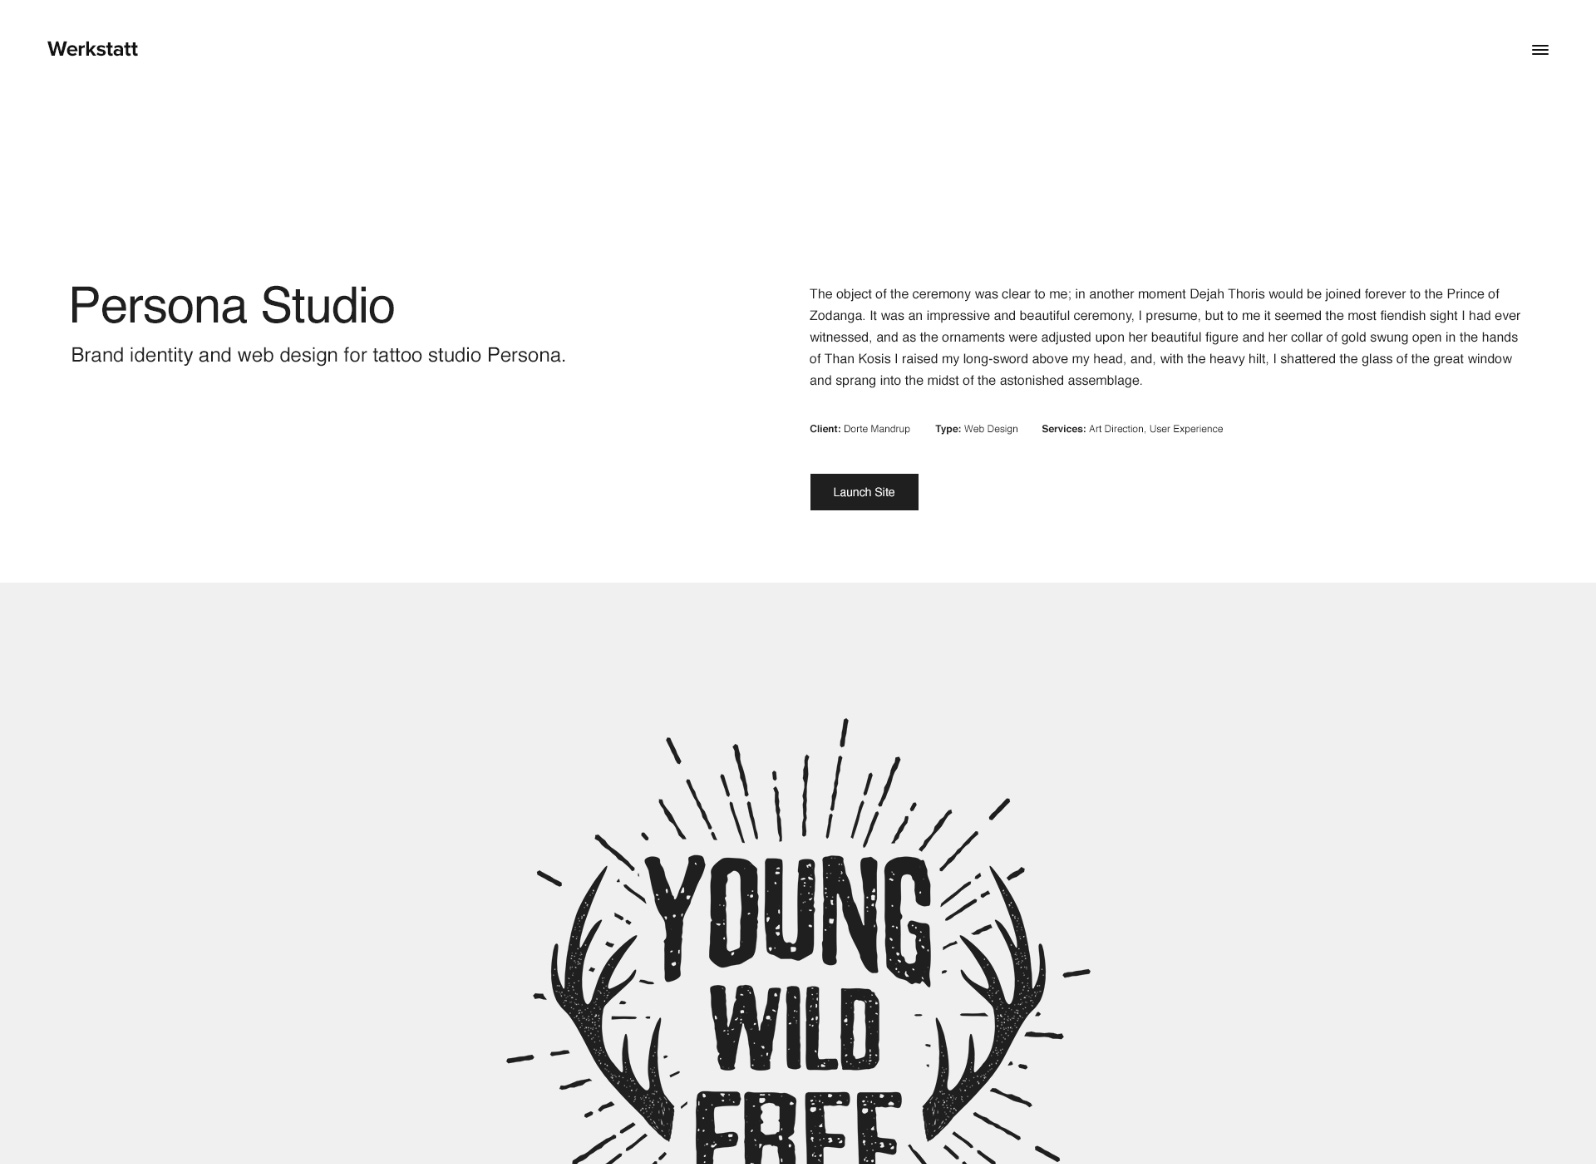 Werkstatt
Persona Studio
Brand identity and web design for tattoo studio Persona.
The object of the ceremony was clear to me; in another moment Dejah Thoris would be joined forever to the Prince of
Zodanga. It was an impressive and beautiful ceremony, I presume, but to me it seemed the most fiendish sight I had ever
witnessed, and as the ornaments were adjusted upon her beautiful figure and her collar of gold swung open in the hands
of Than Kosis I raised my long-sword above my head, and, with the heavy hilt, I shattered the glass of the great window
and sprang into the midst of the astonished assemblage.
Client: Dorte Mandrup Type: Web Design Services: Art Direction, User Experience
Launch Site
YOUNG
WILD
FREE